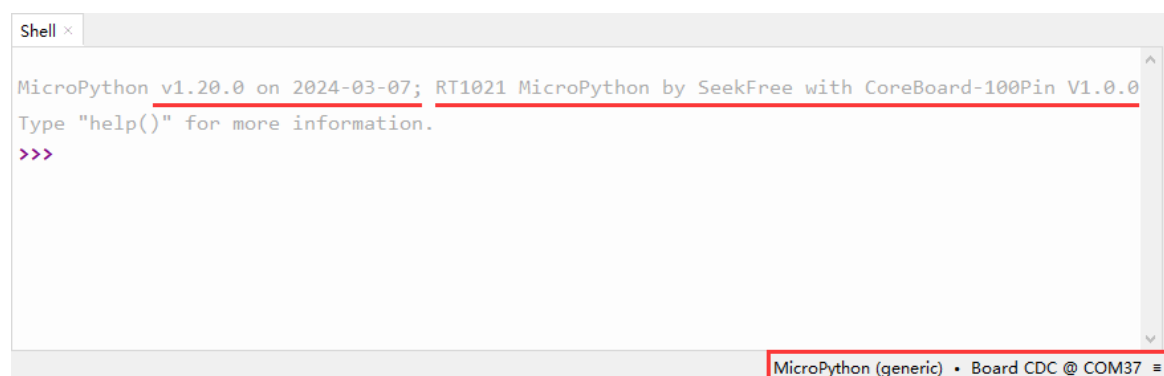 Shell ×
MicroPython v1.20.0 on 2024-03-07; RT1021 MicroPython by SeekFree with CoreBoard-100Pin V1.0.0
Type "help()" for more information.
>>>
MicroPython (generic) • Board CDC @ COM37 ≡